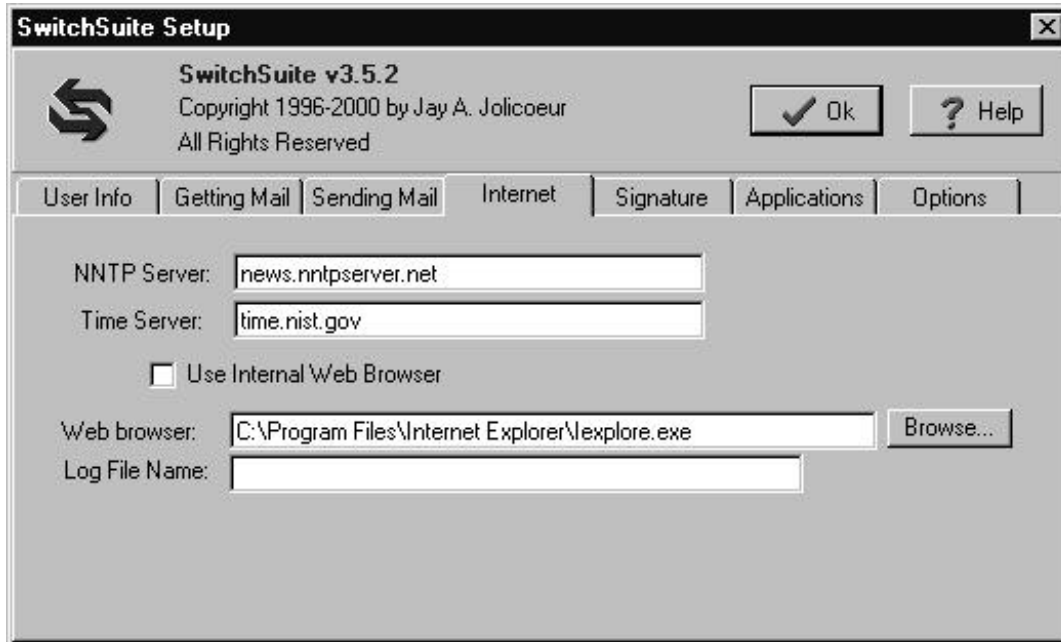 SwitchSuite Setup
SwitchSuite v3.5.2
Copyright 1996-2000 by Jay A. Jolicoeur
All Rights Reserved
Ok
Help
User Info Getting Mail Sending Mail Internet Signature Applications Options
NNTP Server: news.nntpserver.net
Time Server: time.nist.gov
Use Internal Web Browser
Web browser: C:\Program Files\Internet Explorer\Iexplore.exe Browse...
Log File Name: